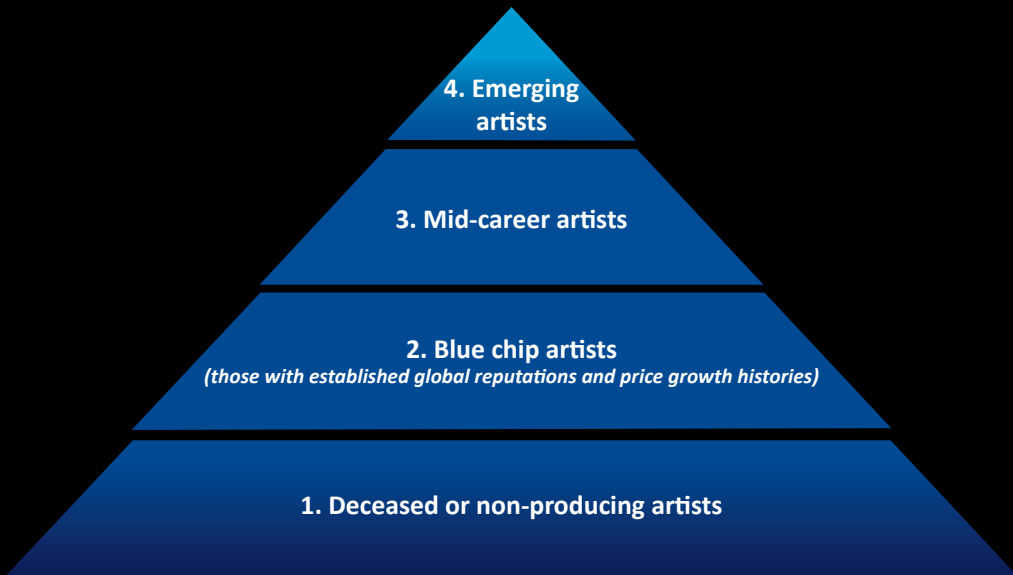 4. Emerging
artists
3. Mid-career artists
2. Blue chip artists
(those with established global reputations and price growth histories)
1. Deceased or non-producing artists